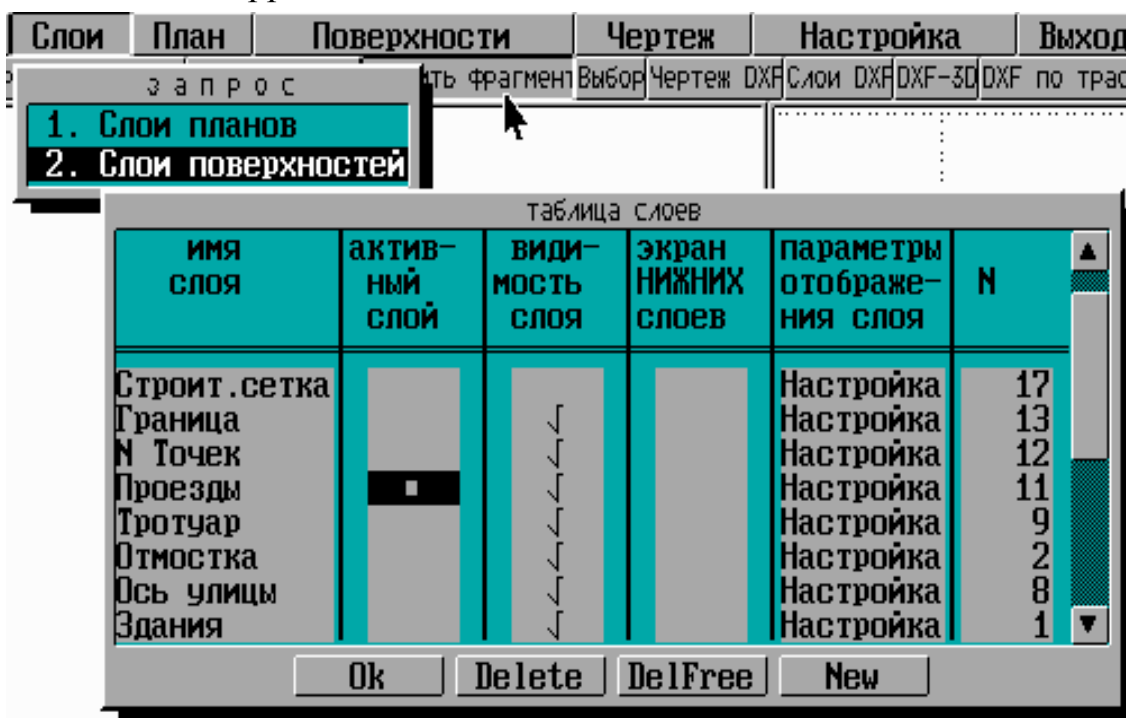 Слои План Поверхности Чертеж Настройка Выход
ть фрагмент Выбор Чертеж DXF Слои DXF DXF-3D DXF по трас
запрос
1. Слои планов
2. Слои поверхностей
таблица слоев
имя слоя актив- ный слой види- мость слоя экран нижних слоев параметры отображе- ния слоя N
Строит.сетка Настройка 17
Граница √ Настройка 13
N Точек √ Настройка 12
Проезды √ Настройка 11
Тротуар √ Настройка 9
Отмостка √ Настройка 2
Ось улицы √ Настройка 8
Здания √ Настройка 1
Ok Delete DelFree New